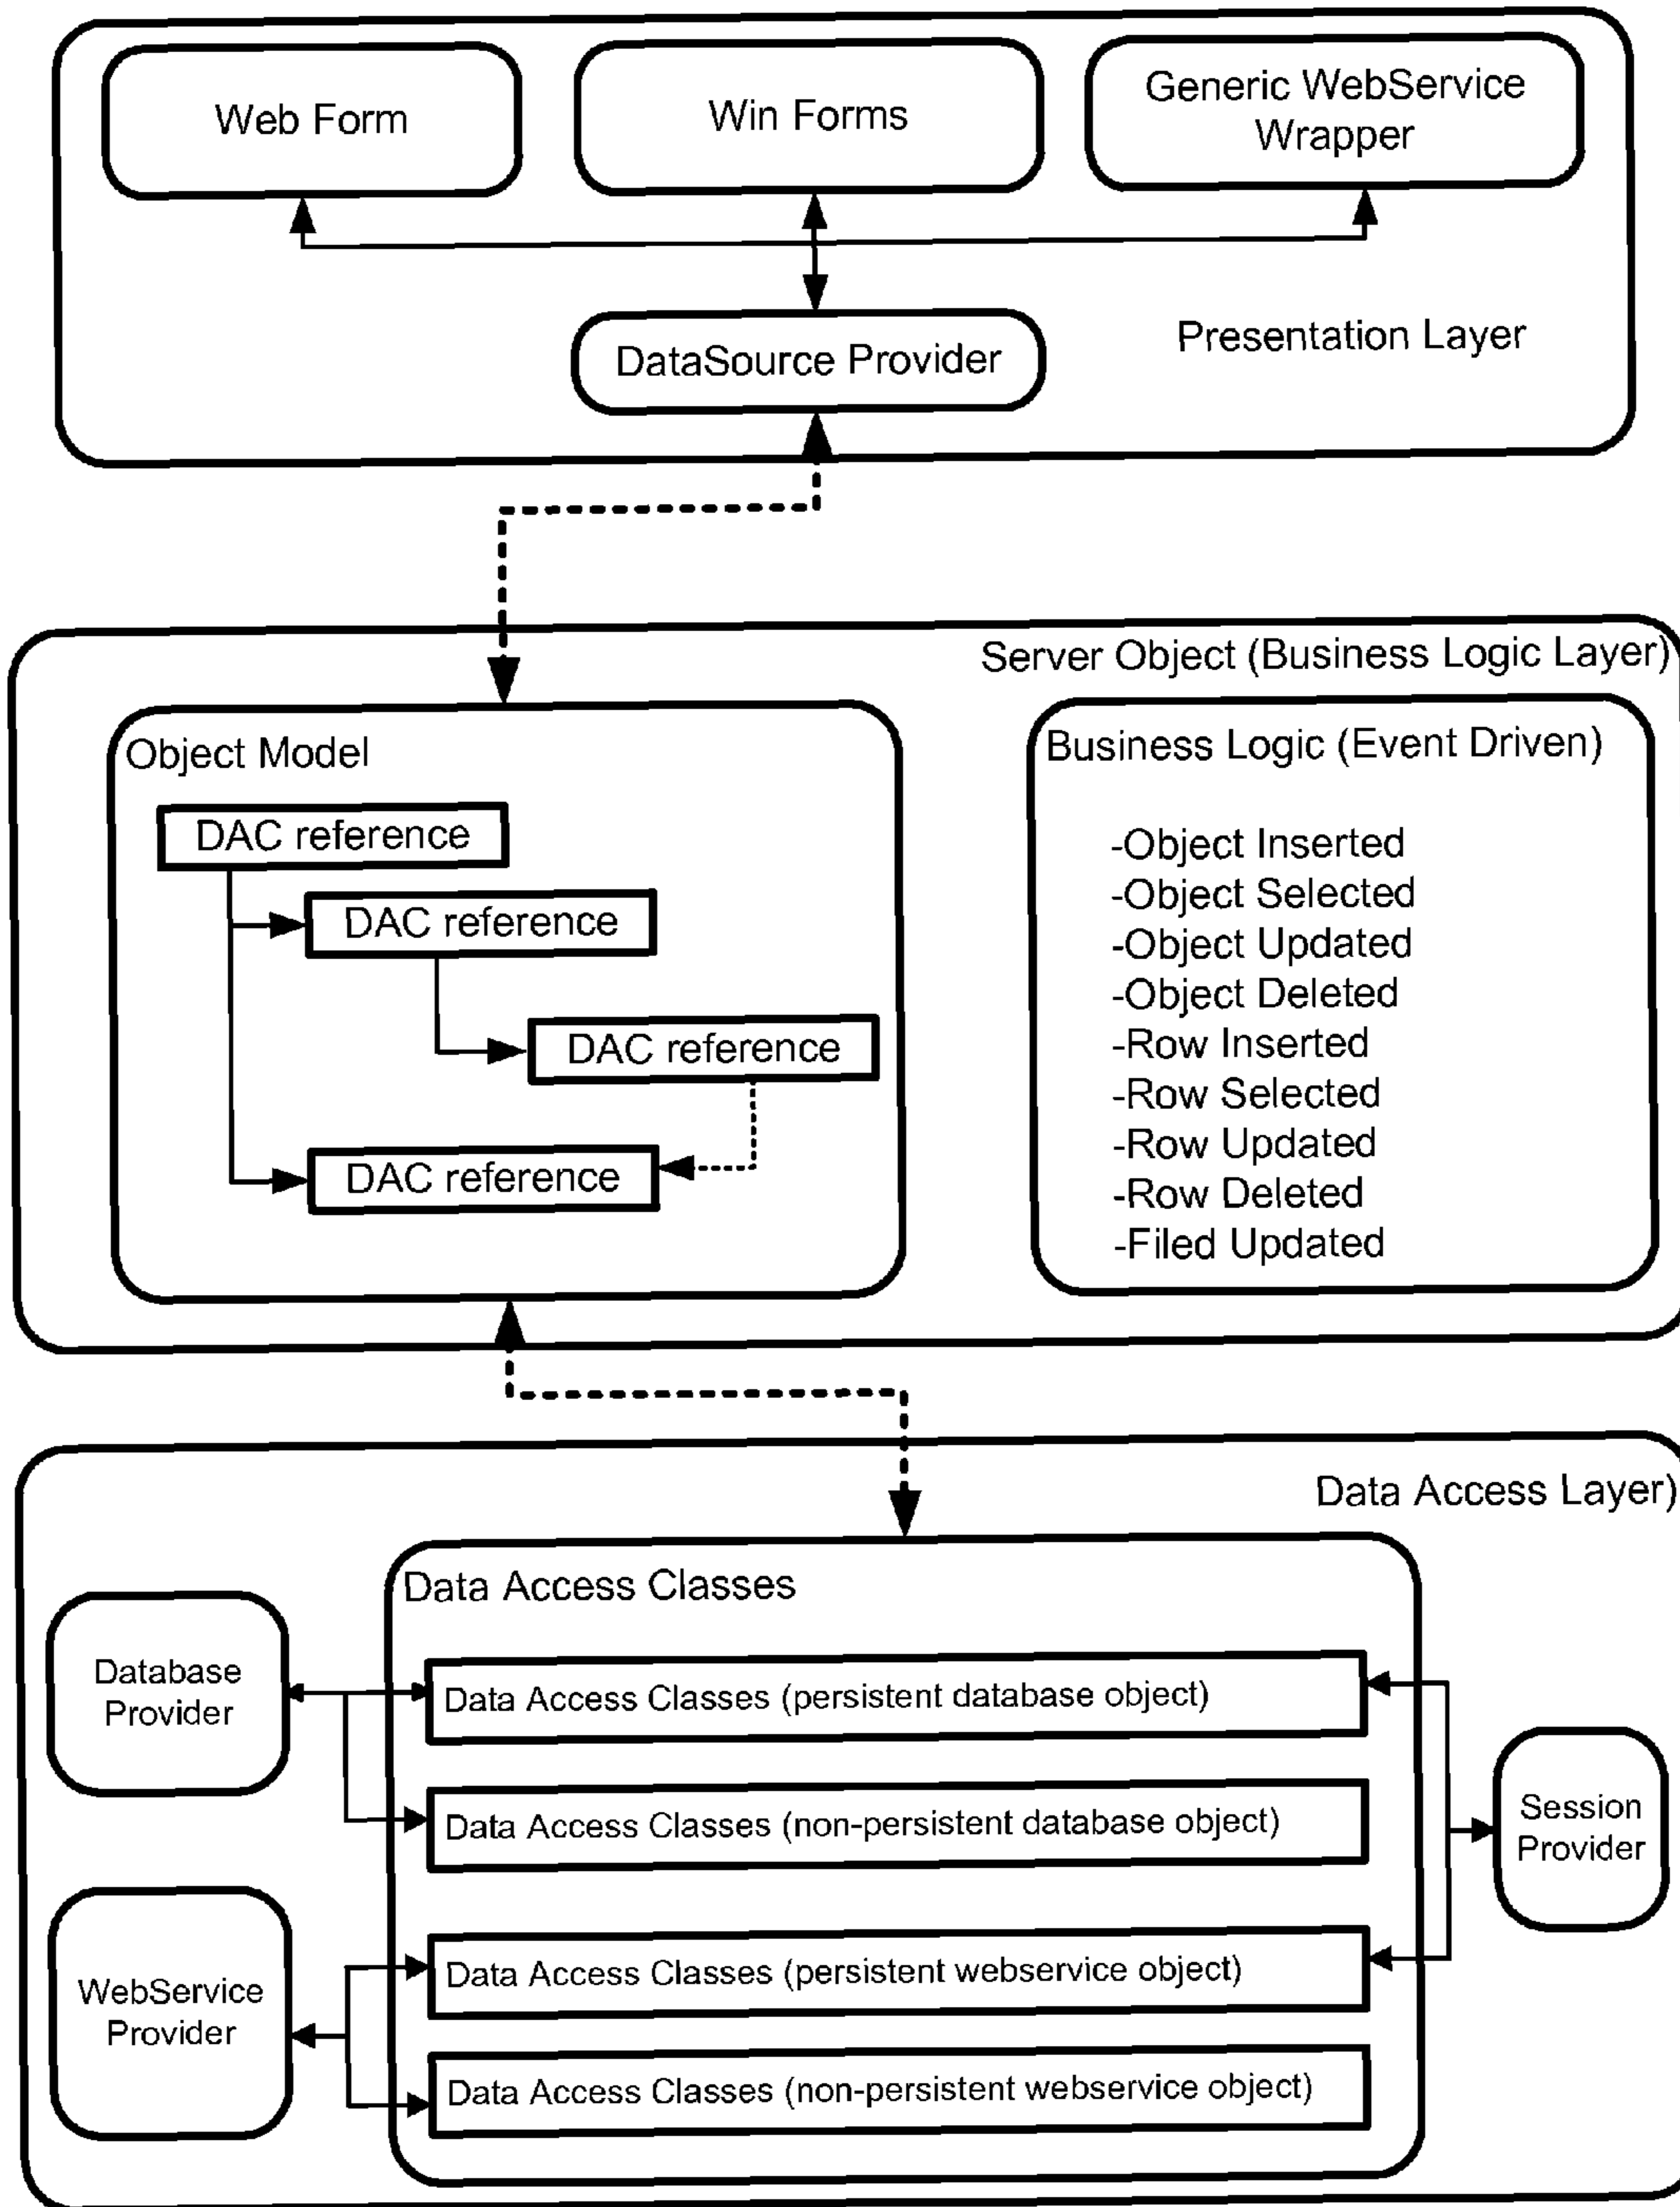 Web Form
Win Forms
Generic WebService
Wrapper
DataSource Provider
Presentation Layer
Server Object (Business Logic Layer)
Object Model
DAC reference
DAC reference
DAC reference
DAC reference
Business Logic (Event Driven)
-Object Inserted
-Object Selected
-Object Updated
-Object Deleted
-Row Inserted
-Row Selected
-Row Updated
-Row Deleted
-Filed Updated
Data Access Layer)
Data Access Classes
Database
Provider
Data Access Classes (persistent database object)
Data Access Classes (non-persistent database object)
Session
Provider
WebService
Provider
Data Access Classes (persistent webservice object)
Data Access Classes (non-persistent webservice object)